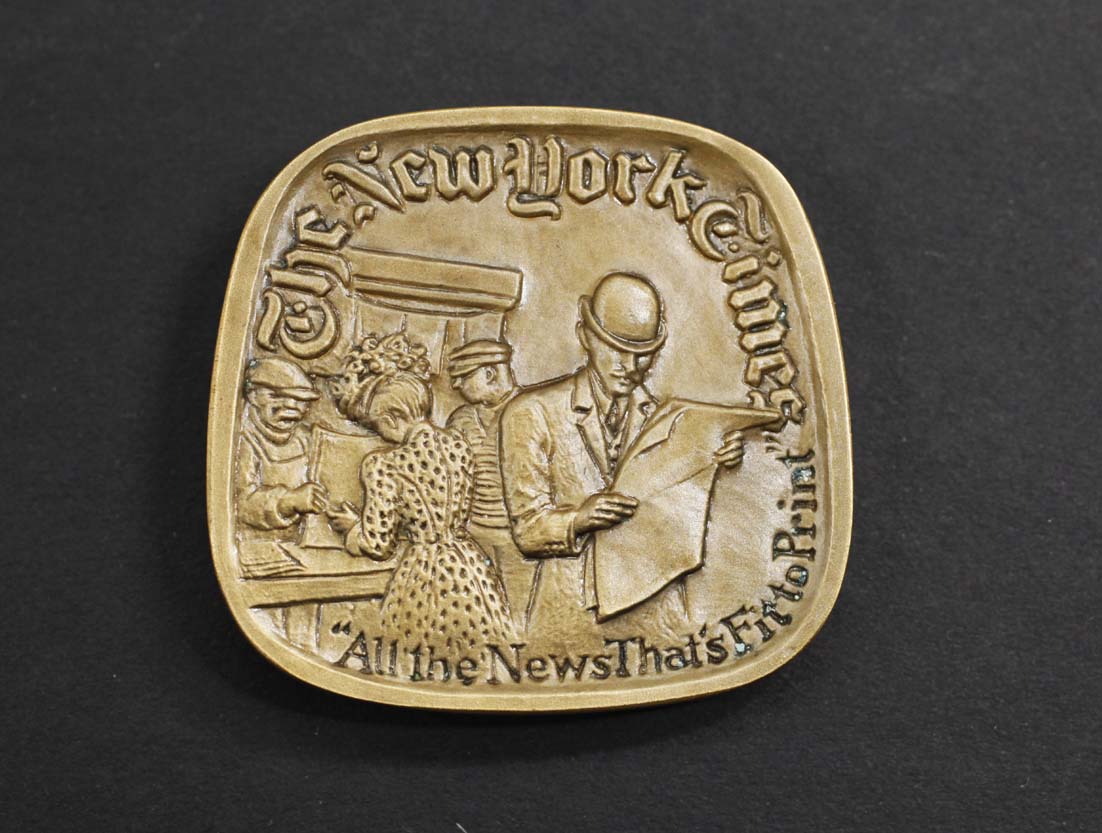 The New York Times
"All the News That's Fit to Print"